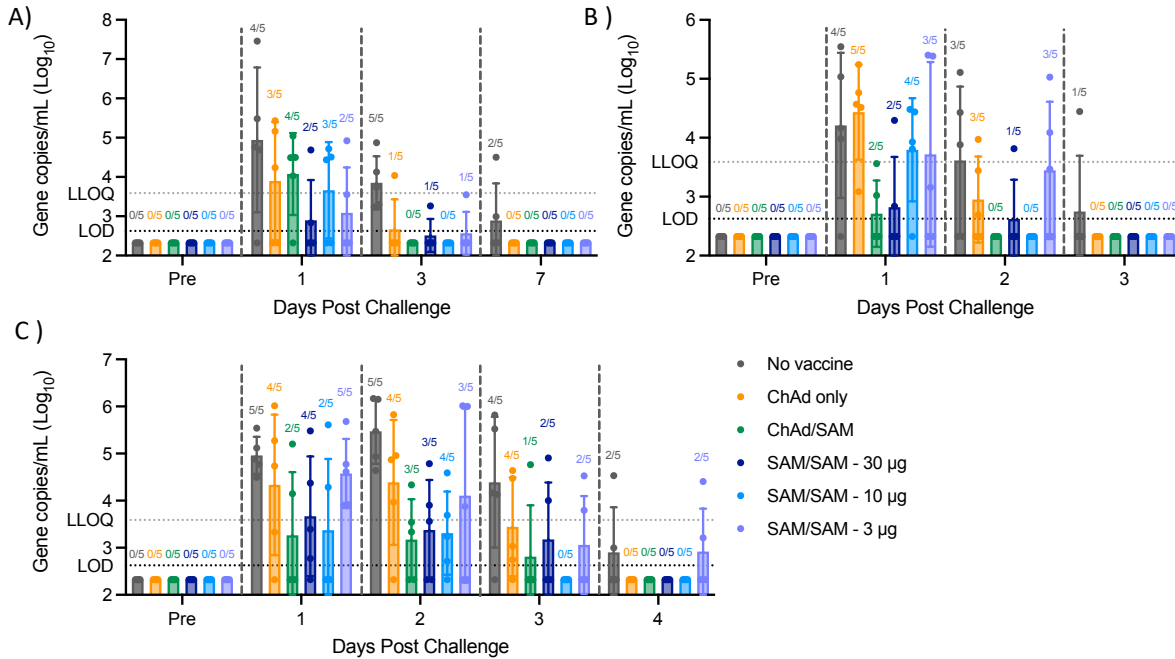 A)
Gene copies/mL (Log10)
8
7
6
5
4
LLOQ
3
LOD
2
4/5 3/5 4/5 2/5 3/5 2/5
5/5 1/5 0/5 1/5 0/5 1/5
2/5 0/5 0/5 0/5 0/5 0/5
0/5 0/5 0/5 0/5 0/5 0/5
Pre 1 3 7
Days Post Challenge
B )
Gene copies/mL (Log10)
6
5
4
LLOQ
3
LOD
2
4/5 5/5 2/5 2/5 4/5 3/5
3/5 3/5 0/5 1/5 0/5 3/5
1/5 0/5 0/5 0/5 0/5 0/5
0/5 0/5 0/5 0/5 0/5 0/5
Pre 1 2 3
Days Post Challenge
C )
Gene copies/mL (Log10)
7
6
5
4
LLOQ
3
LOD
2
0/5 0/5 0/5 0/5 0/5 0/5
5/5 4/5 2/5 4/5 2/5 5/5
5/5 4/5 3/5 3/5 4/5 3/5
4/5 4/5 1/5 2/5 0/5 2/5
2/5 0/5 0/5 0/5 0/5 2/5
Pre 1 2 3 4
Days Post Challenge
No vaccine
ChAd only
ChAd/SAM
SAM/SAM - 30 µg
SAM/SAM - 10 µg
SAM/SAM - 3 µg